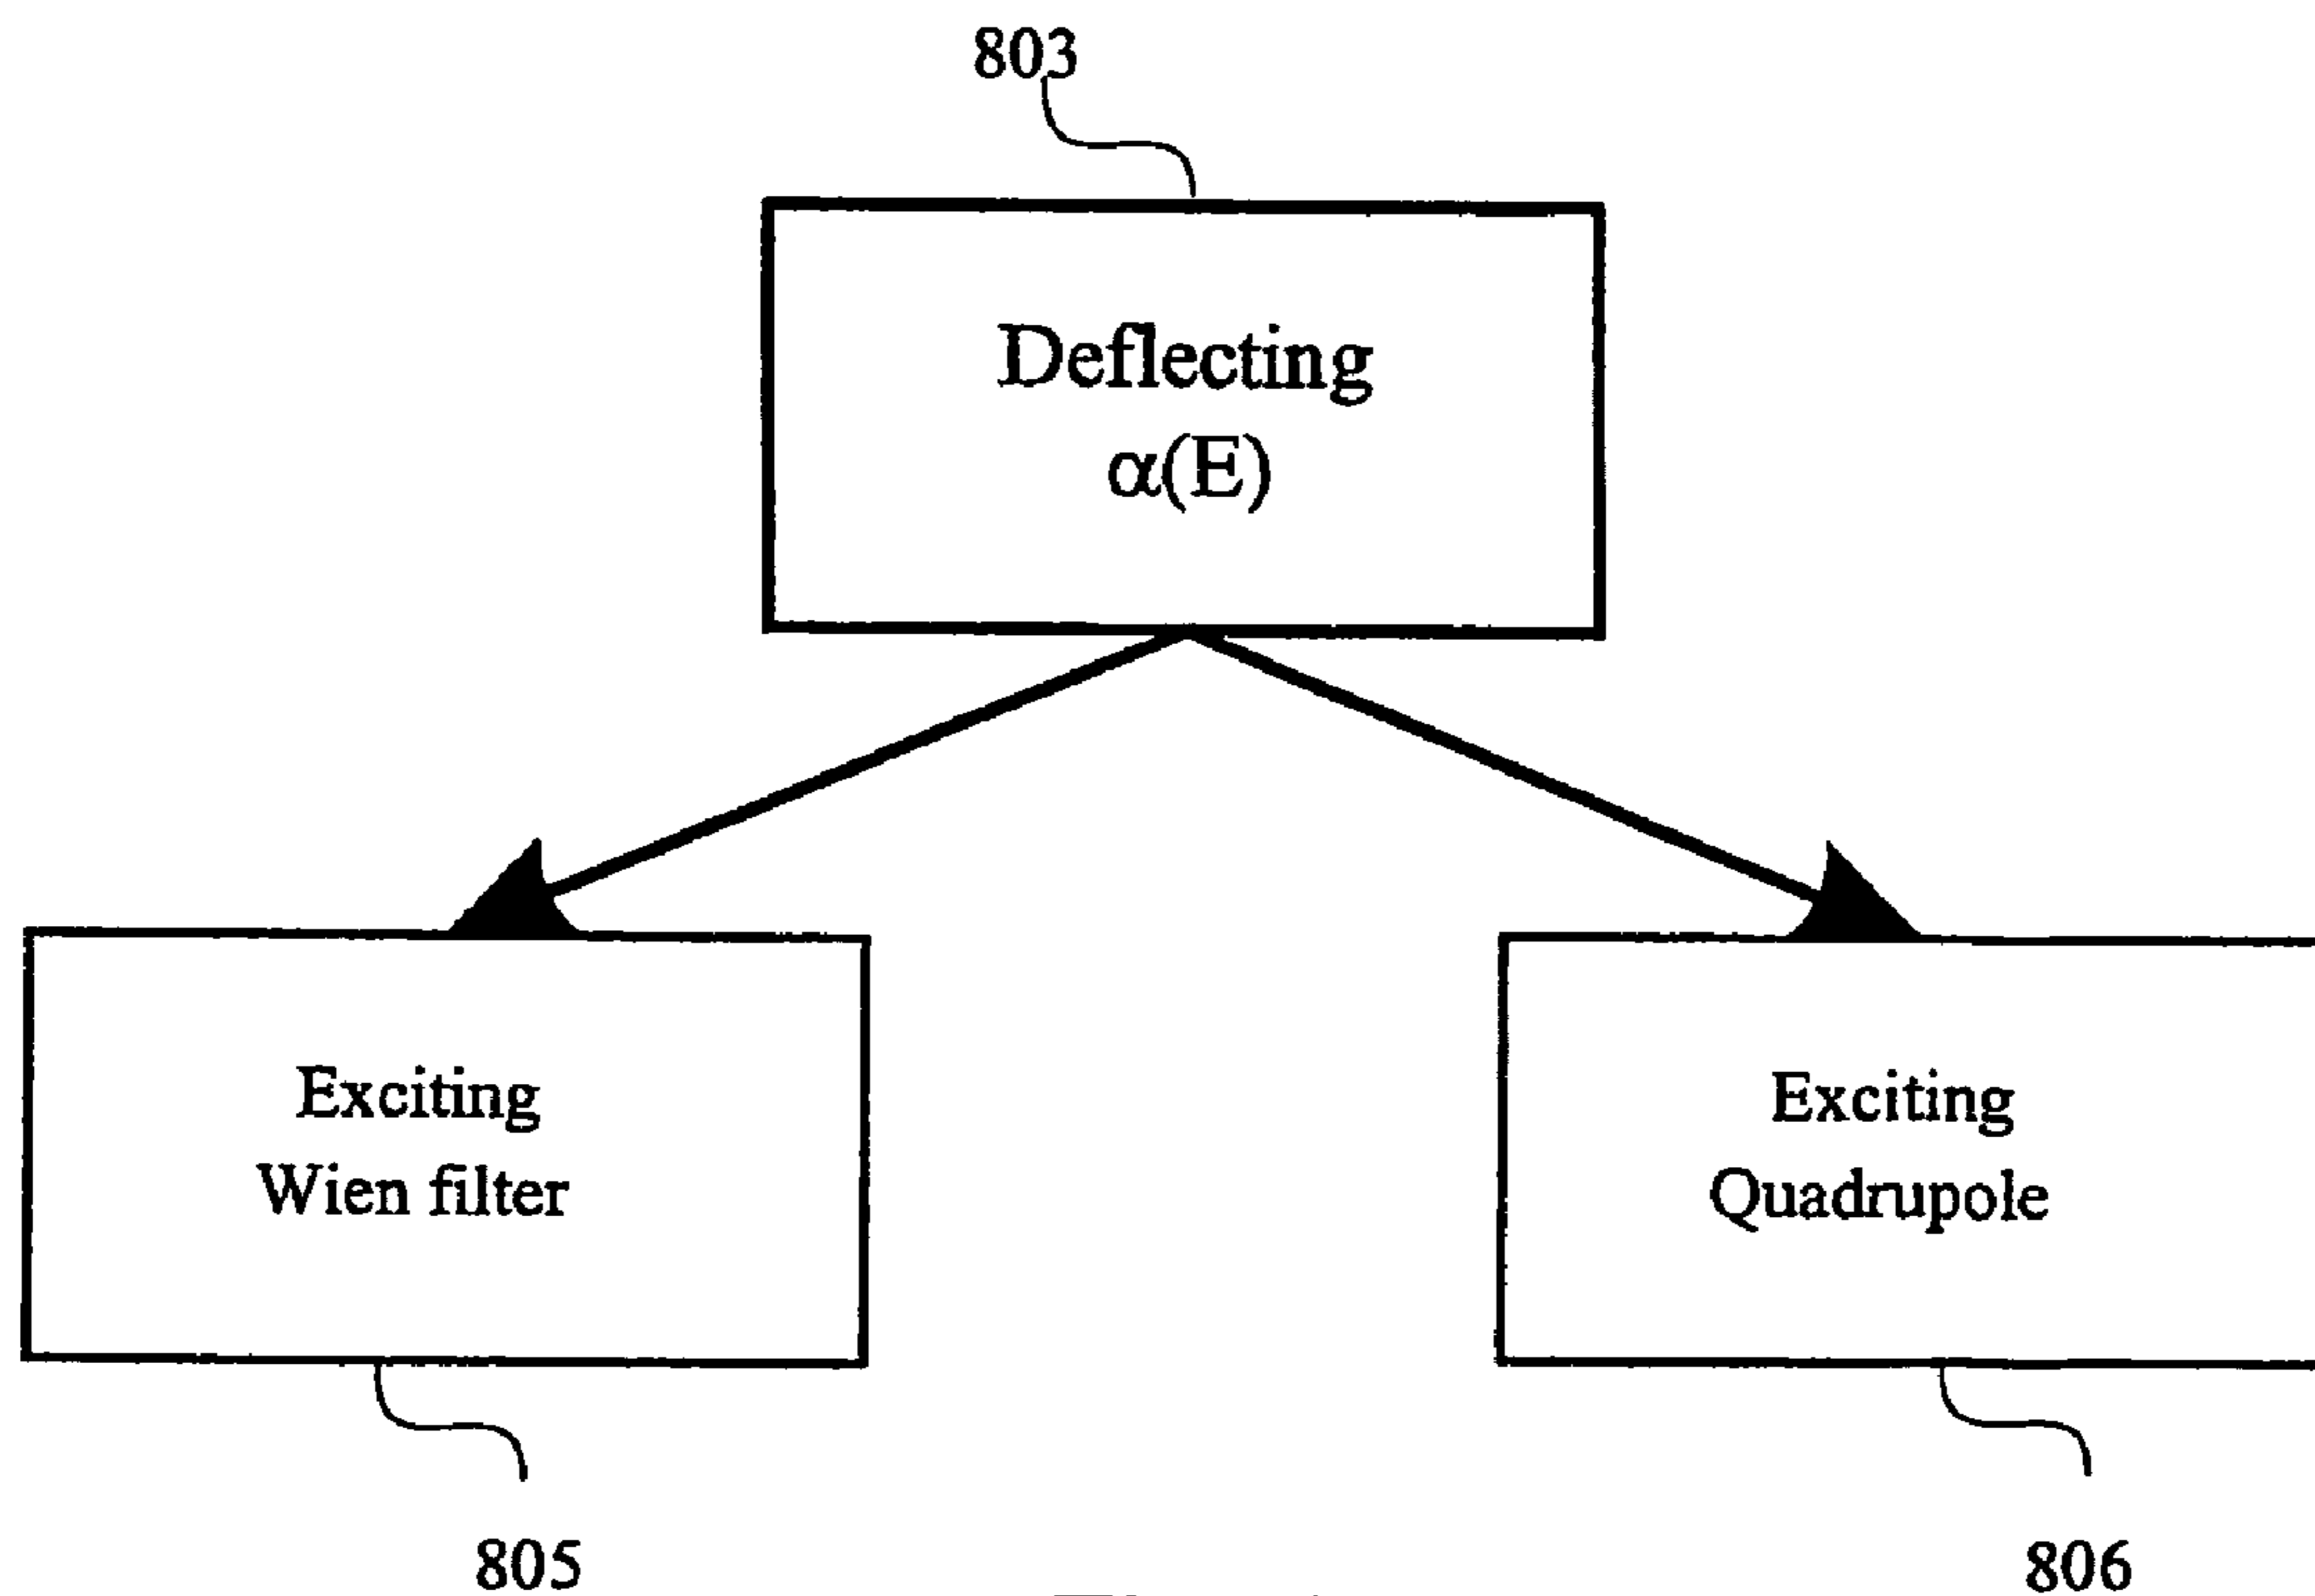 803
Deflecting
α(E)
Exciting
Wien filter
Exciting
Quadrupole
805
806